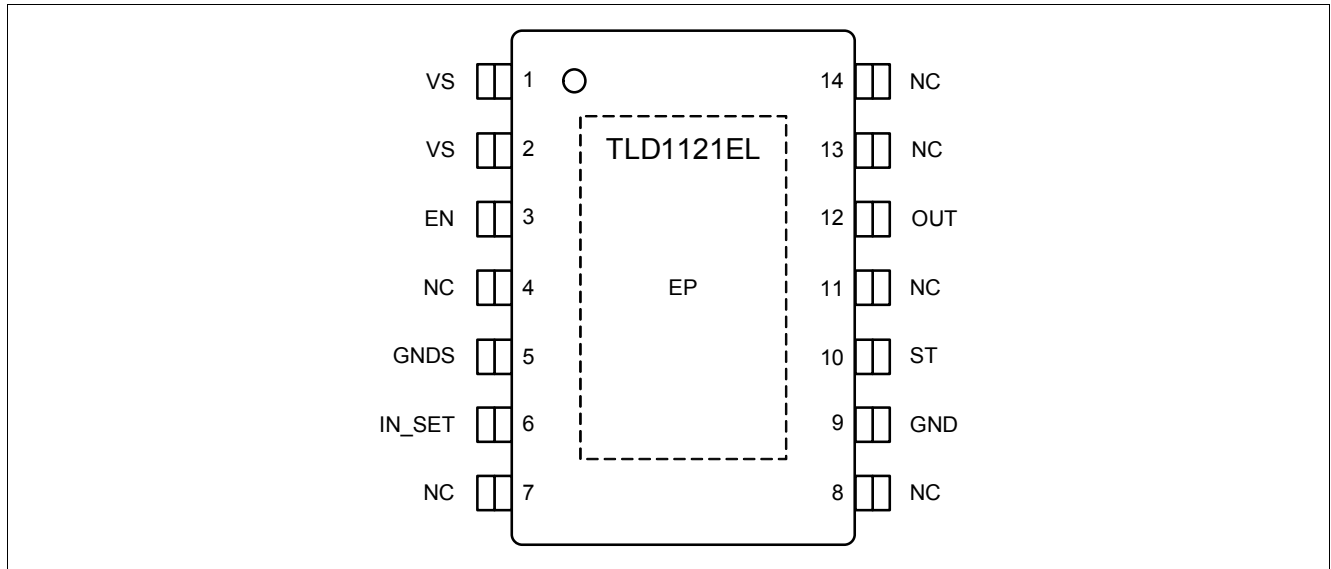 VS 1 14 NC
VS 2 TLD1121EL 13 NC
EN 3 12 OUT
NC 4 EP 11 NC
GNDS 5 10 ST
IN_SET 6 9 GND
NC 7 8 NC